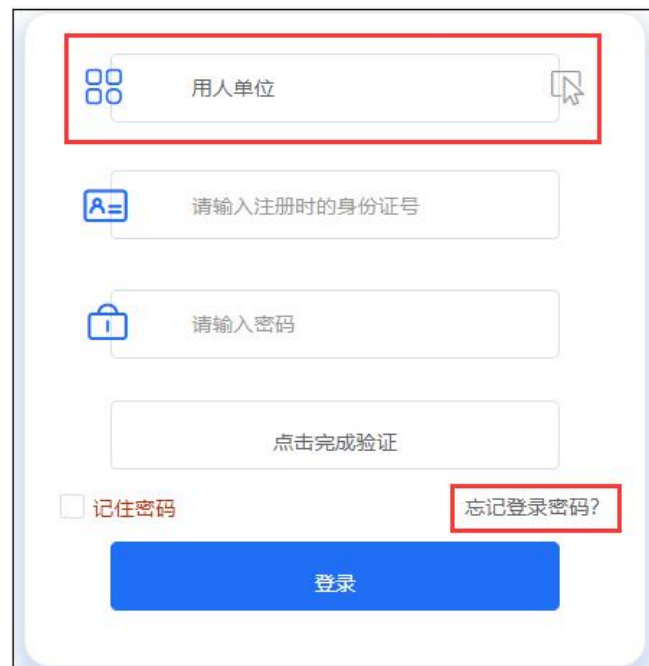 用人单位
请输入注册时的身份证号
请输入密码
点击完成验证
记住密码 忘记登录密码?
登录